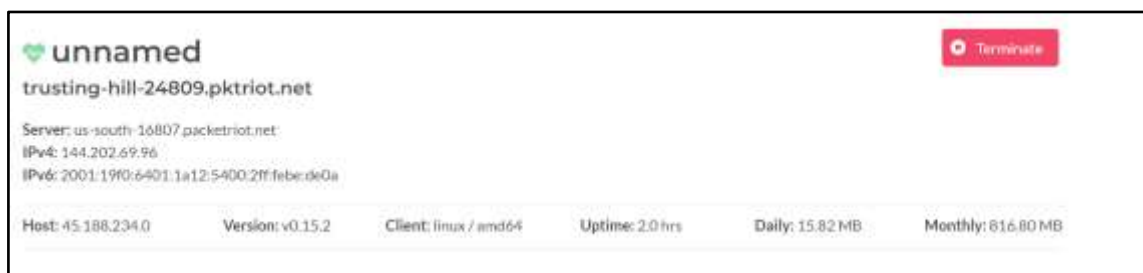 unnamed
Terminate
trusting-hill-24809.pktriot.net
Server: us-south-16807.packetriot.net
IPv4: 144.202.69.96
IPv6: 2001:19f0:6401:1a12:5400:2ff:febe:de0a
Host: 45.188.234.0 Version: v0.15.2 Client: linux / amd64 Uptime: 2.0 hrs Daily: 15.82 MB Monthly: 816.80 MB